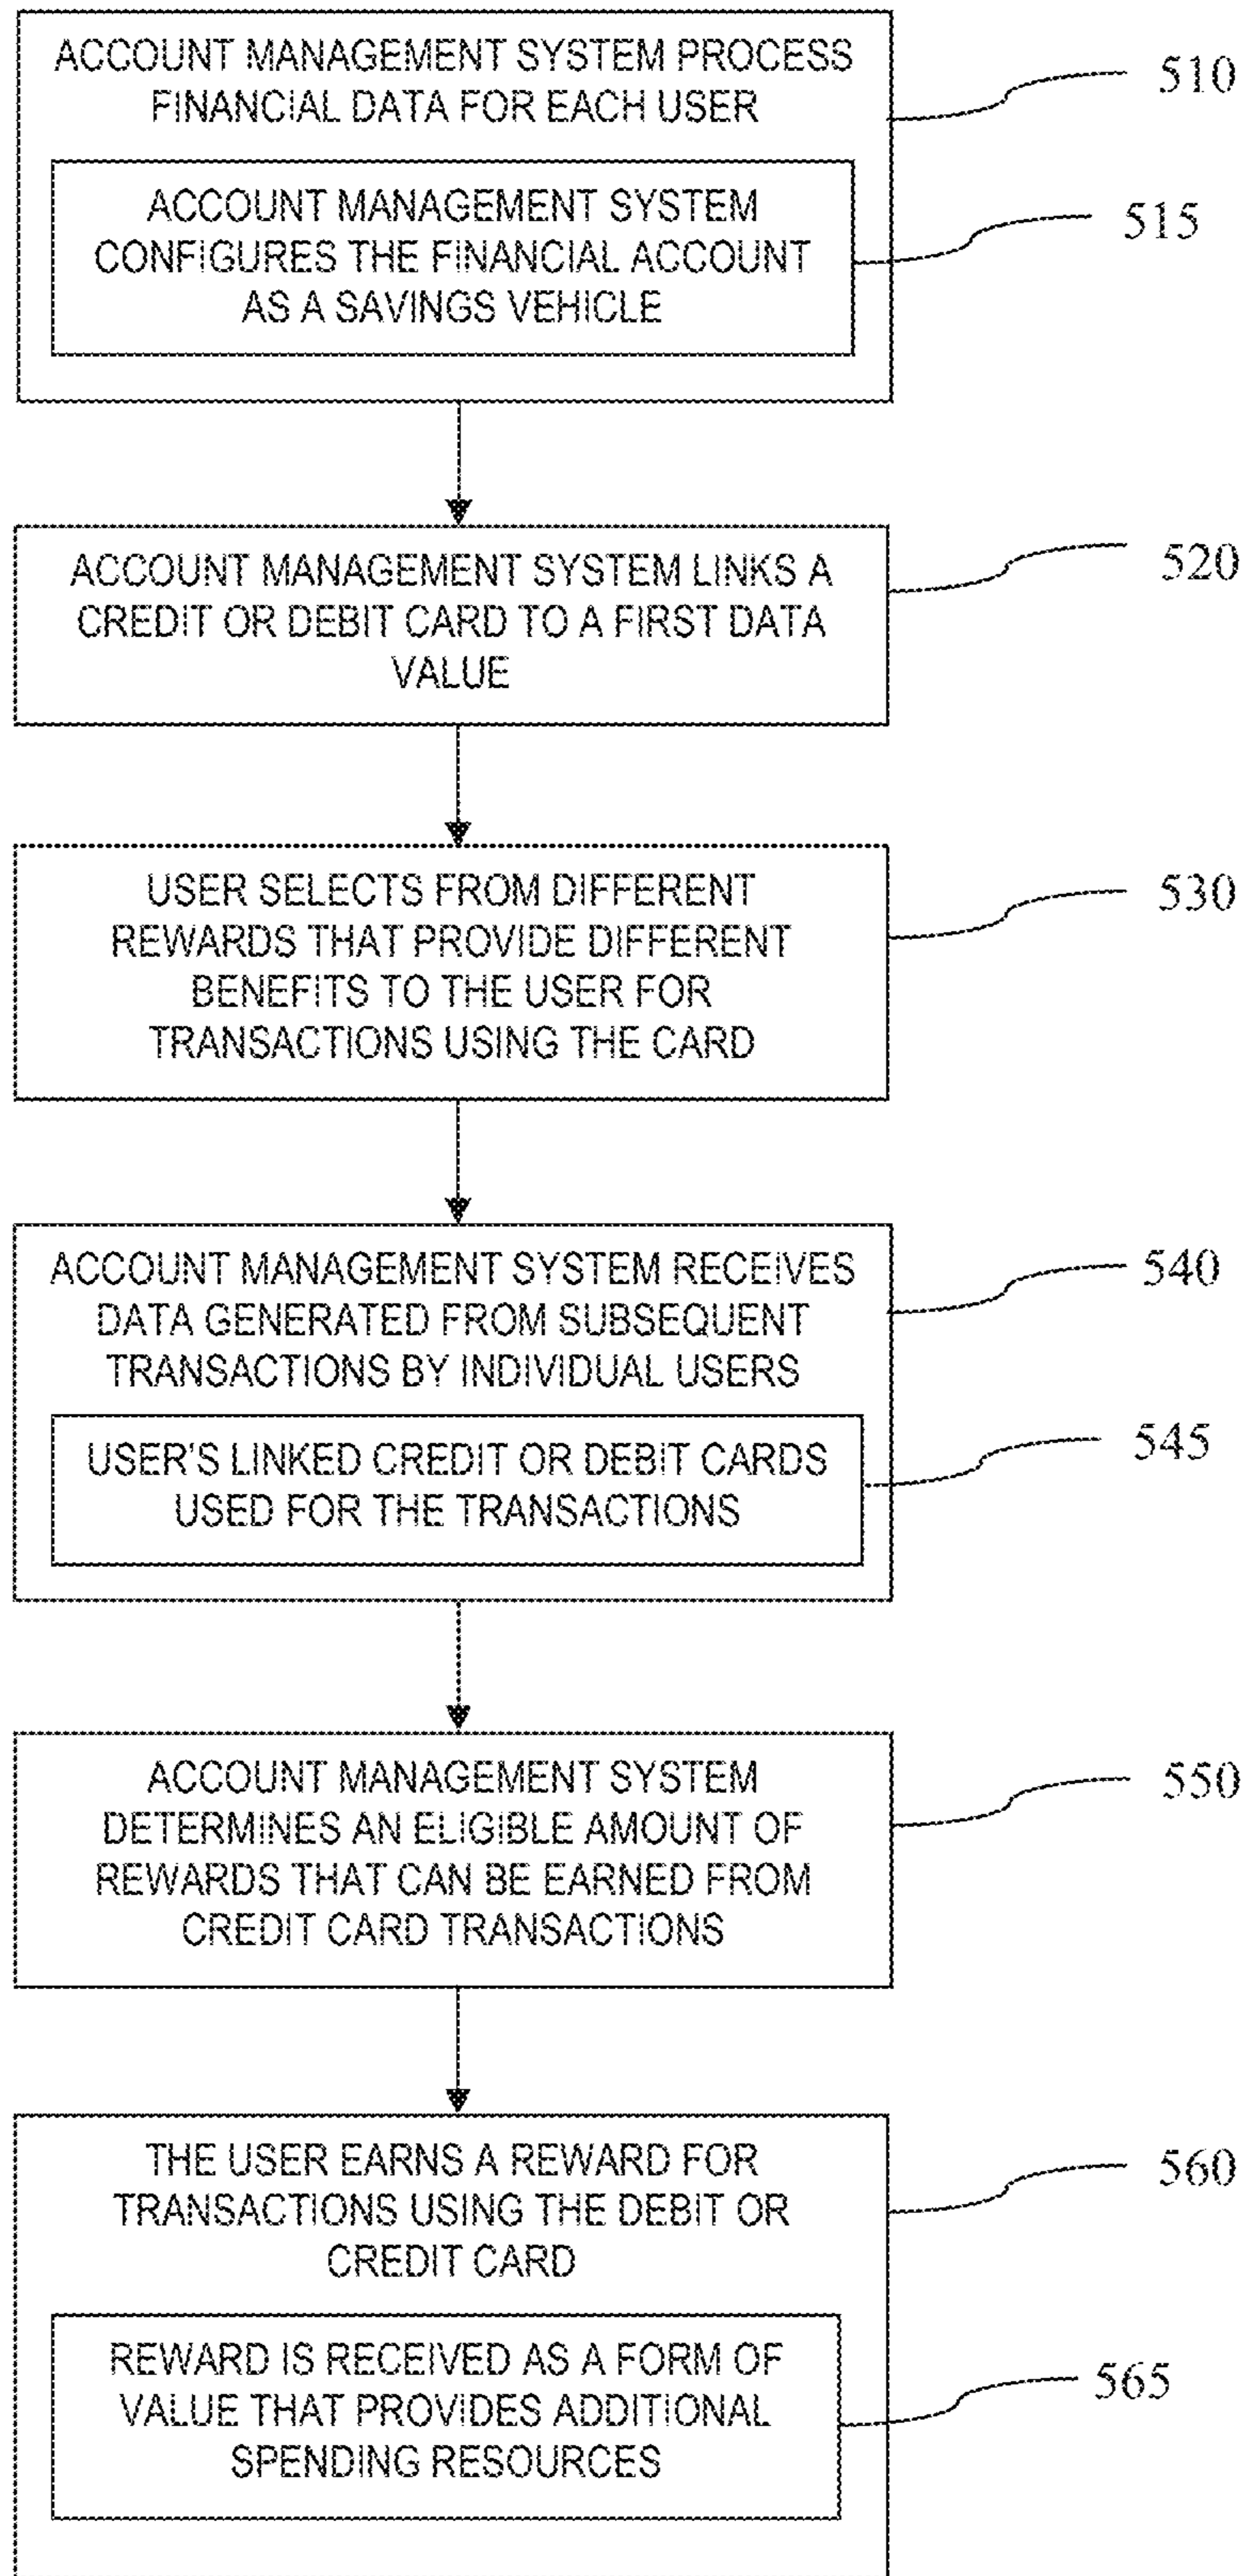 ACCOUNT MANAGEMENT SYSTEM PROCESS
FINANCIAL DATA FOR EACH USER
510
ACCOUNT MANAGEMENT SYSTEM
CONFIGURES THE FINANCIAL ACCOUNT
AS A SAVINGS VEHICLE
515
ACCOUNT MANAGEMENT SYSTEM LINKS A
CREDIT OR DEBIT CARD TO A FIRST DATA
VALUE
520
USER SELECTS FROM DIFFERENT
REWARDS THAT PROVIDE DIFFERENT
BENEFITS TO THE USER FOR
TRANSACTIONS USING THE CARD
530
ACCOUNT MANAGEMENT SYSTEM RECEIVES
DATA GENERATED FROM SUBSEQUENT
TRANSACTIONS BY INDIVIDUAL USERS
540
USER'S LINKED CREDIT OR DEBIT CARDS
USED FOR THE TRANSACTIONS
545
ACCOUNT MANAGEMENT SYSTEM
DETERMINES AN ELIGIBLE AMOUNT OF
REWARDS THAT CAN BE EARNED FROM
CREDIT CARD TRANSACTIONS
550
THE USER EARNS A REWARD FOR
TRANSACTIONS USING THE DEBIT OR
CREDIT CARD
560
REWARD IS RECEIVED AS A FORM OF
VALUE THAT PROVIDES ADDITIONAL
SPENDING RESOURCES
565